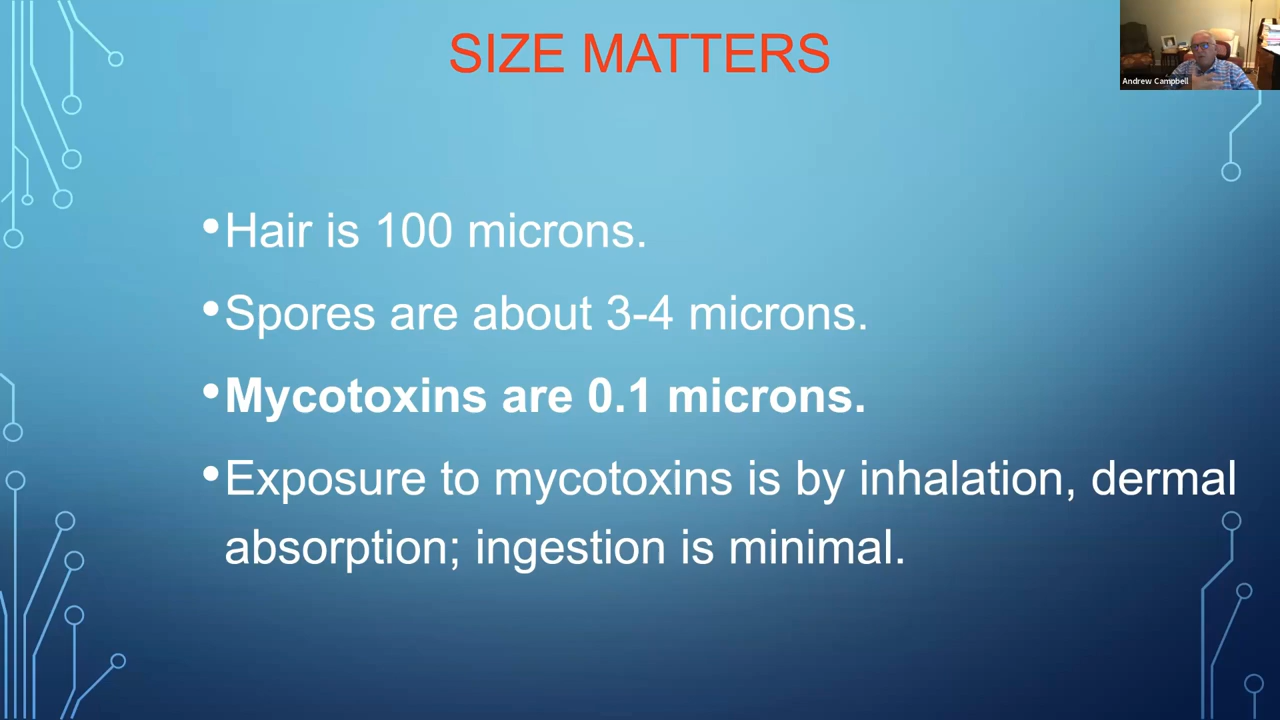 SIZE MATTERS
Andrew Campbell
•Hair is 100 microns.
•Spores are about 3-4 microns.
•Mycotoxins are 0.1 microns.
•Exposure to mycotoxins is by inhalation, dermal
absorption; ingestion is minimal.